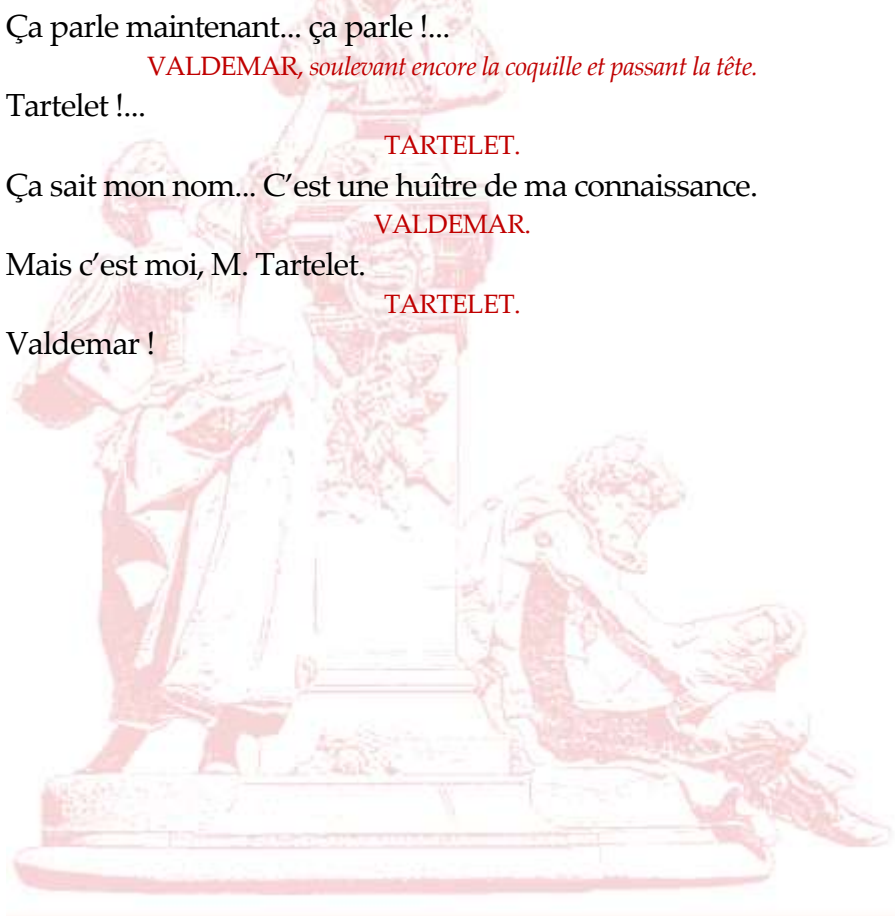 Ça parle maintenant... ça parle !...
VALDEMAR, soulevant encore la coquille et passant la tête.
Tartelet !...
TARTELET.
Ça sait mon nom... C’est une huître de ma connaissance.
VALDEMAR.
Mais c’est moi, M. Tartelet.
TARTELET.
Valdemar !